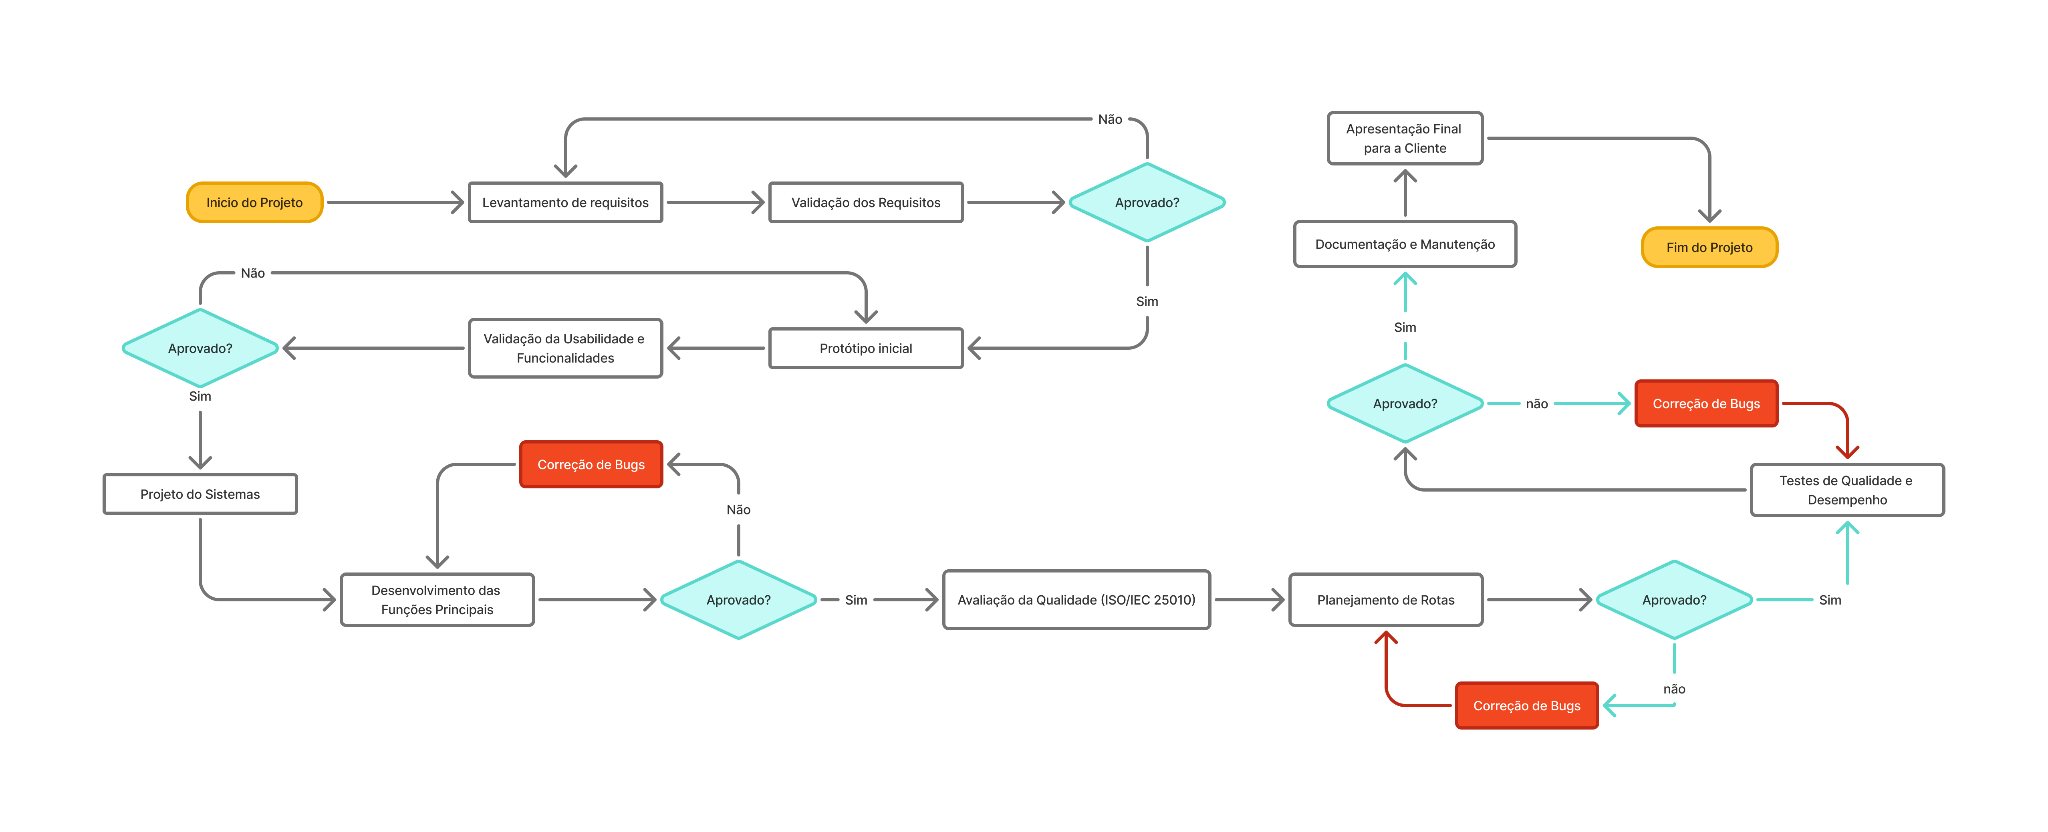 Inicio do Projeto
Levantamento de requisitos
Validação dos Requisitos
Aprovado?
Não
Sim
Protótipo inicial
Validação da Usabilidade e
Funcionalidades
Aprovado?
Não
Sim
Projeto do Sistemas
Desenvolvimento das
Funções Principais
Aprovado?
Não
Correção de Bugs
Sim
Avaliação da Qualidade (ISO/IEC 25010)
Planejamento de Rotas
Aprovado?
não
Correção de Bugs
Sim
Testes de Qualidade e
Desempenho
Aprovado?
não
Correção de Bugs
Sim
Documentação e Manutenção
Apresentação Final
para a Cliente
Fim do Projeto